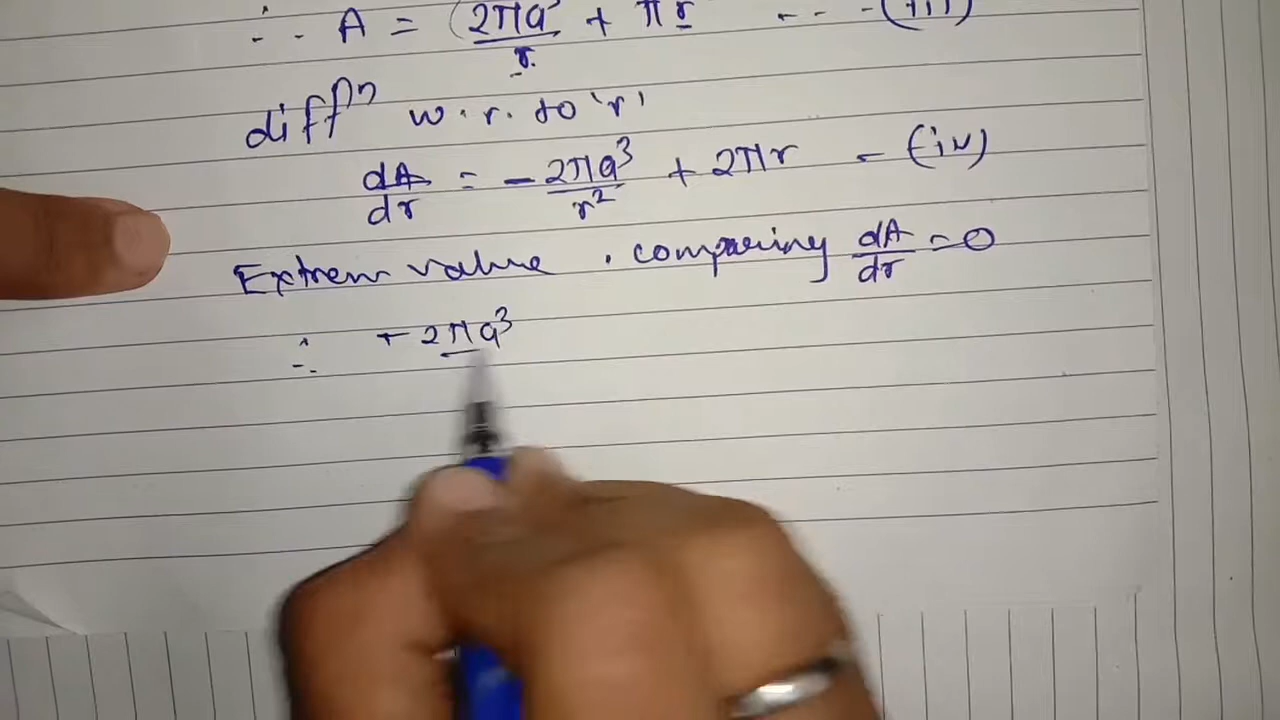 ∴ A = (2πa³/r + πr² -- -(iii)
diffⁿ w.r.to 'r'
dA/dr = - 2πa³/r² + 2πr - (iv)
Extrem value . comparing dA/dr = 0
∴ - 2πa³